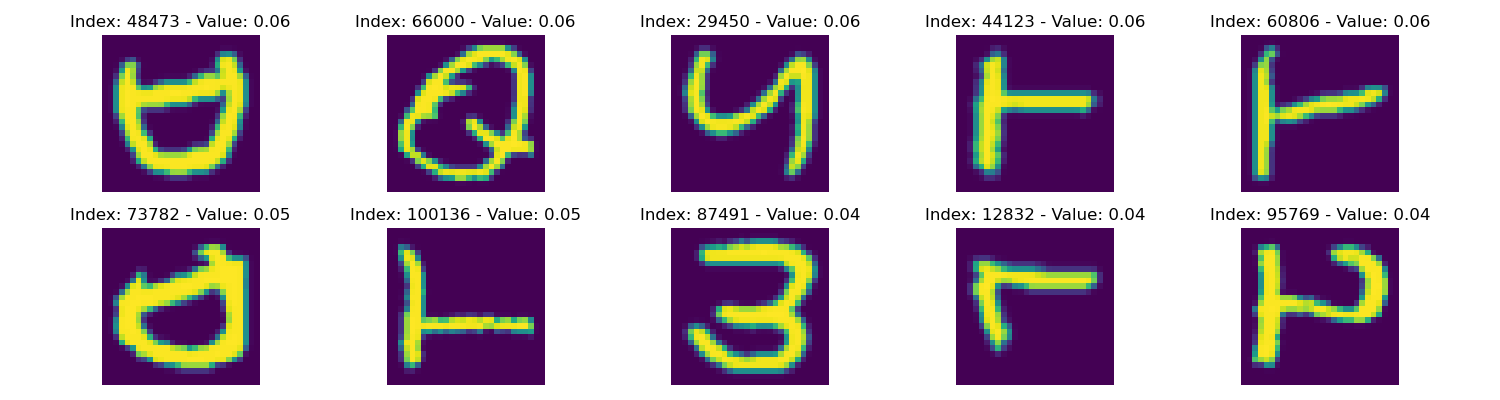 Index: 48473 - Value: 0.06 Index: 66000 - Value: 0.06 Index: 29450 - Value: 0.06 Index: 44123 - Value: 0.06 Index: 60806 - Value: 0.06
Q
Index: 73782 - Value: 0.05 Index: 100136 - Value: 0.05 Index: 87491 - Value: 0.04 Index: 12832 - Value: 0.04 Index: 95769 - Value: 0.04
3